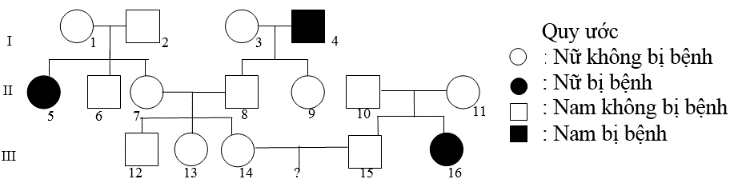 I
1
2
3
4
Quy ước
: Nữ không bị bệnh
: Nữ bị bệnh
: Nam không bị bệnh
: Nam bị bệnh
II
5
6
7
8
9
10
11
III
12
13
14
?
15
16